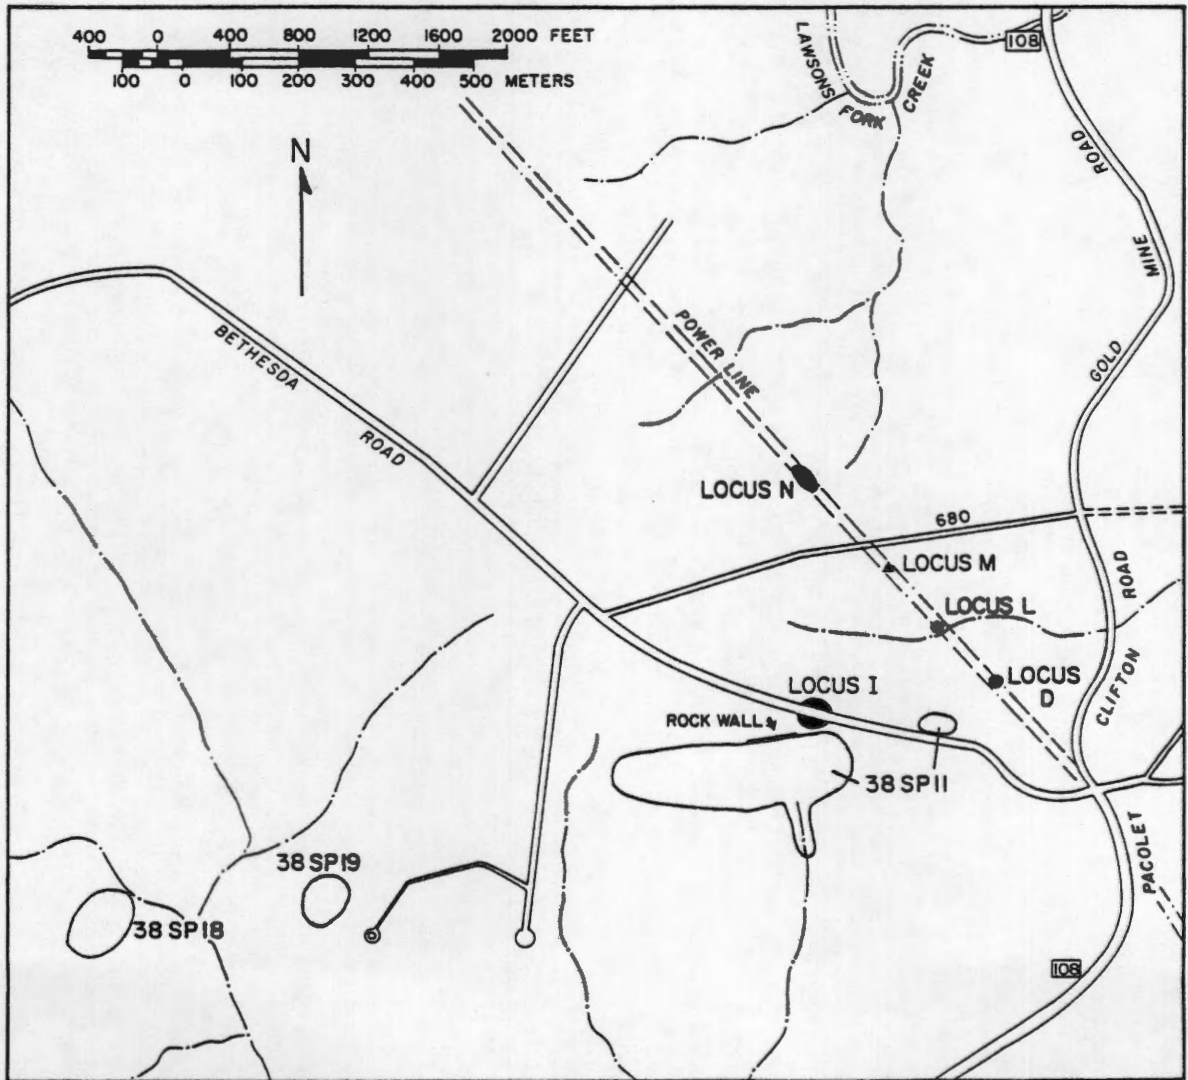 400 0 400 800 1200 1600 2000 FEET
100 0 100 200 300 400 500 METERS
LAWSONS FORK CREEK
108
N
ROAD
MINE
GOLD
BETHESDA ROAD
POWER LINE
LOCUS N
680
LOCUS M
ROAD
LOCUS L
LOCUS I
LOCUS D
CLIFTON
ROCK WALL
38 SP11
PACOLET
38 SP19
38 SP18
108